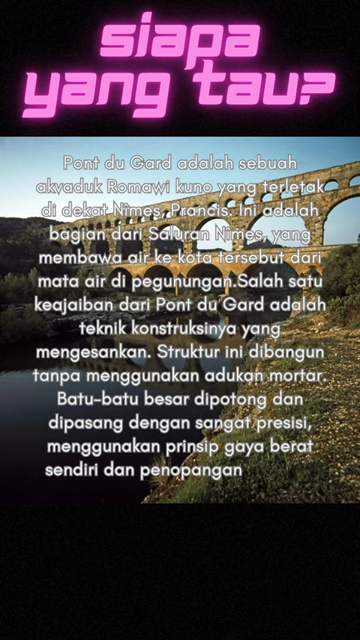 siapa
yang tau?
Pont du Gard adalah sebuah
akvaduk Romawi kuno yang terletak
di dekat Nîmes, Prancis. Ini adalah
bagian dari Saluran Nîmes, yang
membawa air ke kota tersebut dari
mata air di pegunungan.Salah satu
keajaiban dari Pont du Gard adalah
teknik konstruksinya yang
mengesankan. Struktur ini dibangun
tanpa menggunakan adukan mortar.
Batu-batu besar dipotong dan
dipasang dengan sangat presisi,
menggunakan prinsip gaya berat
sendiri dan penopangan